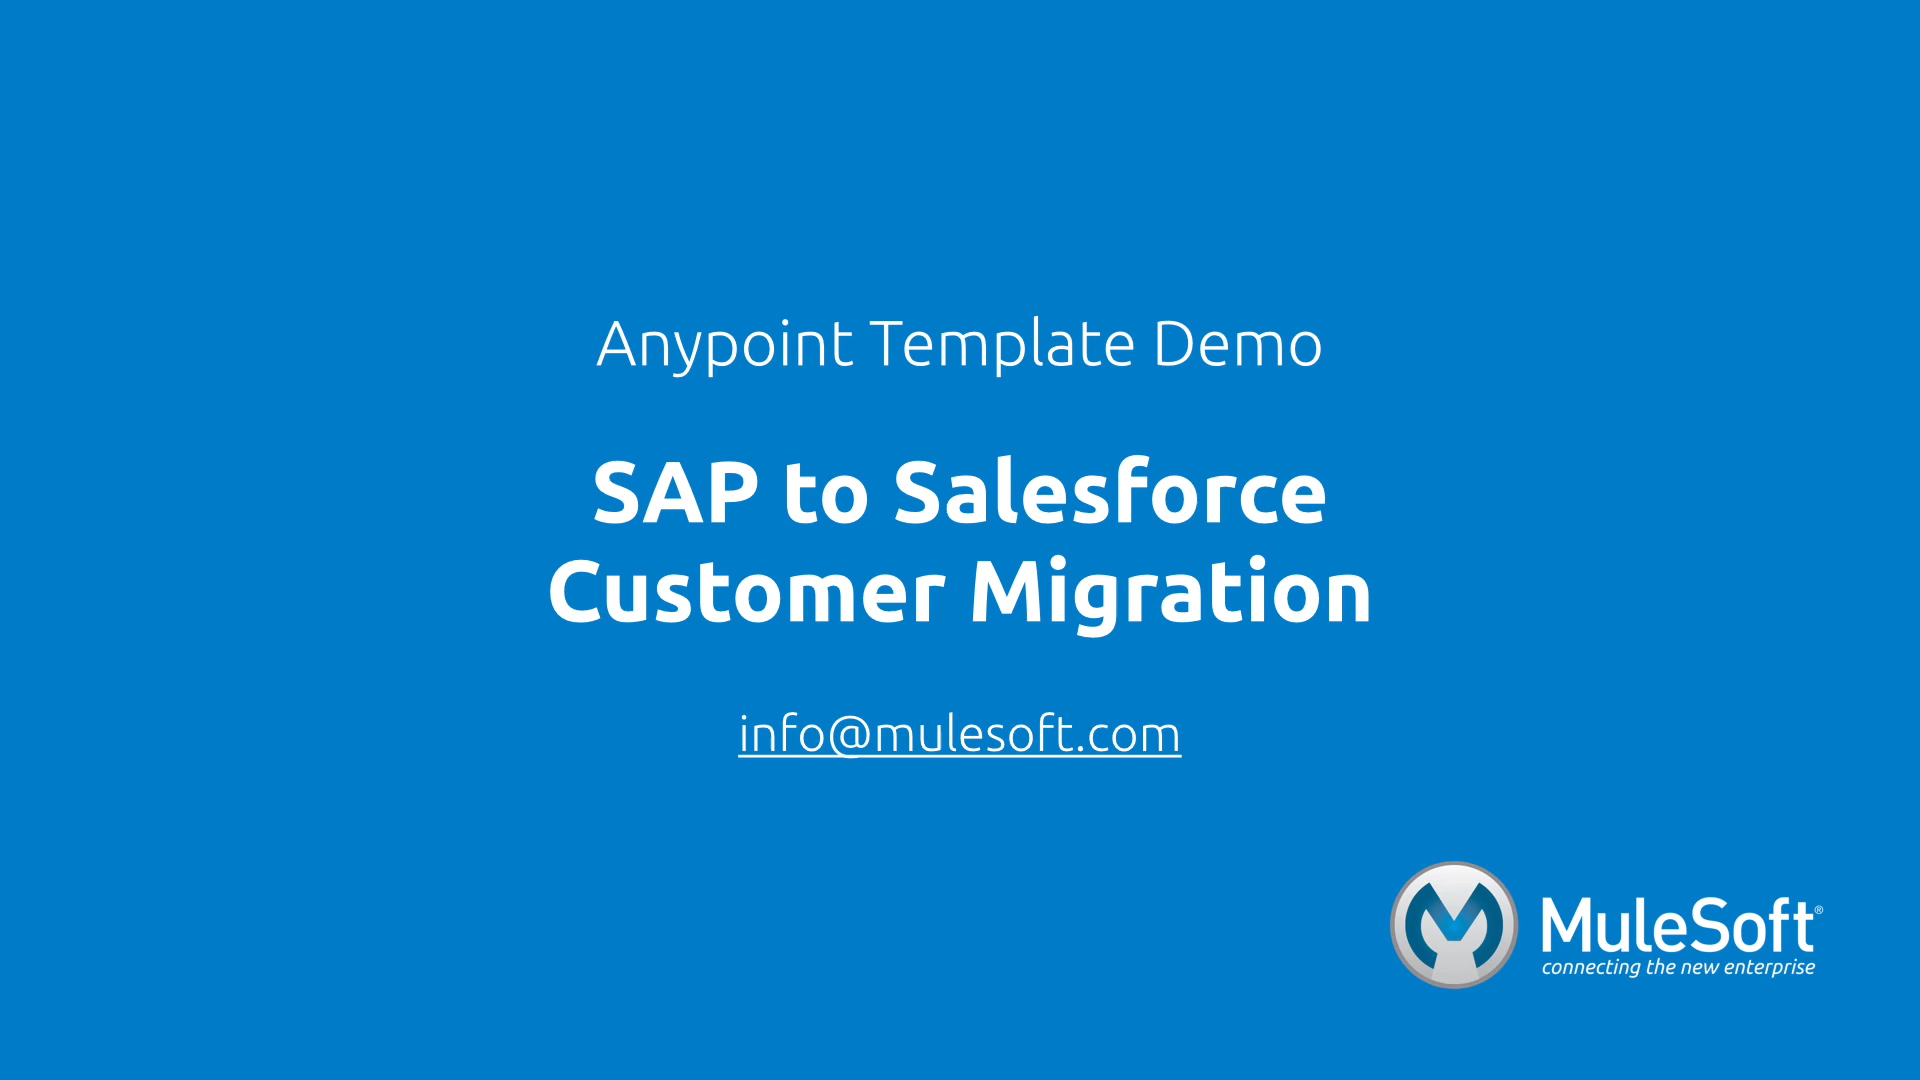 Anypoint Template Demo
SAP to Salesforce
Customer Migration
info@mulesoft.com
MuleSoft®
connecting the new enterprise